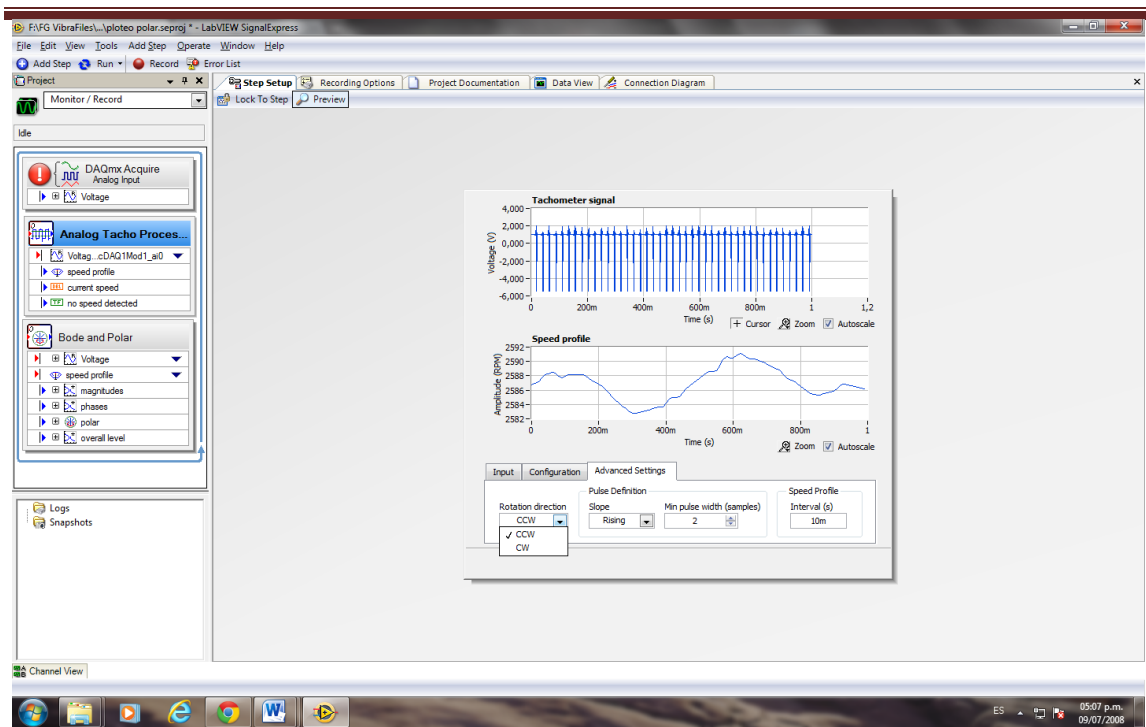 F:\FG VibraFiles\...\ploteo polar.seproj * - LabVIEW SignalExpress
File Edit View Tools Add Step Operate Window Help
Add Step Run Record Error List
Project
Monitor / Record
Idle
DAQmx Acquire
Analog Input
Voltage
Analog Tacho Proces...
Voltag...cDAQ1Mod1_ai0
speed profile
current speed
no speed detected
Bode and Polar
Voltage
speed profile
magnitudes
phases
polar
overall level
Logs
Snapshots
Channel View
Step Setup Recording Options Project Documentation Data View Connection Diagram
Lock To Step Preview
Tachometer signal
Voltage (V)
4,000
2,000
0,000
-2,000
-4,000
-6,000
0 200m 400m 600m 800m 1 1,2
Time (s)
Cursor Zoom Autoscale
Speed profile
Amplitude (RPM)
2592
2590
2588
2586
2584
2582
0 200m 400m 600m 800m 1
Time (s)
Zoom Autoscale
Input Configuration Advanced Settings
Pulse Definition Speed Profile
Rotation direction Slope Min pulse width (samples) Interval (s)
CCW Rising 2 10m
CCW
CW
ES
05:07 p.m.
09/07/2008